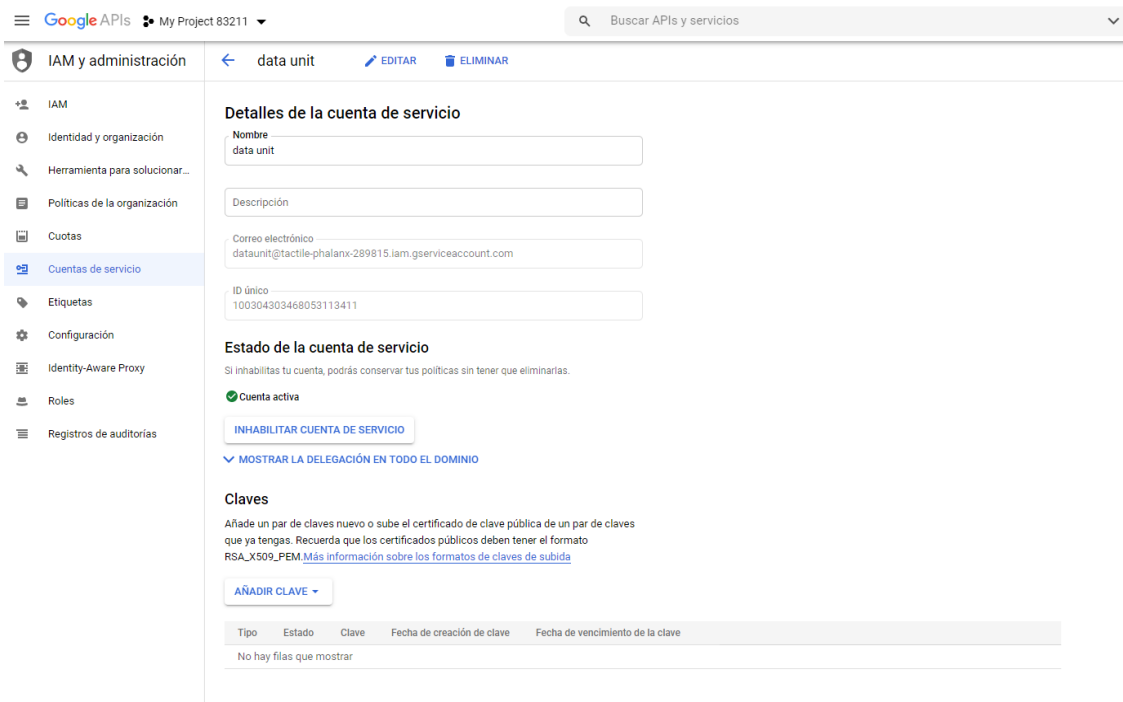 Google APIs My Project 83211 Buscar APIs y servicios
IAM y administración
data unit EDITAR ELIMINAR
IAM
Identidad y organización
Herramienta para solucionar...
Políticas de la organización
Cuotas
Cuentas de servicio
Etiquetas
Configuración
Identity-Aware Proxy
Roles
Registros de auditorías
Detalles de la cuenta de servicio
Nombre
data unit
Descripción
Correo electrónico
dataunit@tactile-phalanx-289815.iam.gserviceaccount.com
ID único
100304303468053113411
Estado de la cuenta de servicio
Si inhabilitas tu cuenta, podrás conservar tus políticas sin tener que eliminarlas.
Cuenta activa
INHABILITAR CUENTA DE SERVICIO
MOSTRAR LA DELEGACIÓN EN TODO EL DOMINIO
Claves
Añade un par de claves nuevo o sube el certificado de clave pública de un par de claves
que ya tengas. Recuerda que los certificados públicos deben tener el formato
RSA_X509_PEM.Más información sobre los formatos de claves de subida
AÑADIR CLAVE
Tipo Estado Clave Fecha de creación de clave Fecha de vencimiento de la clave
No hay filas que mostrar